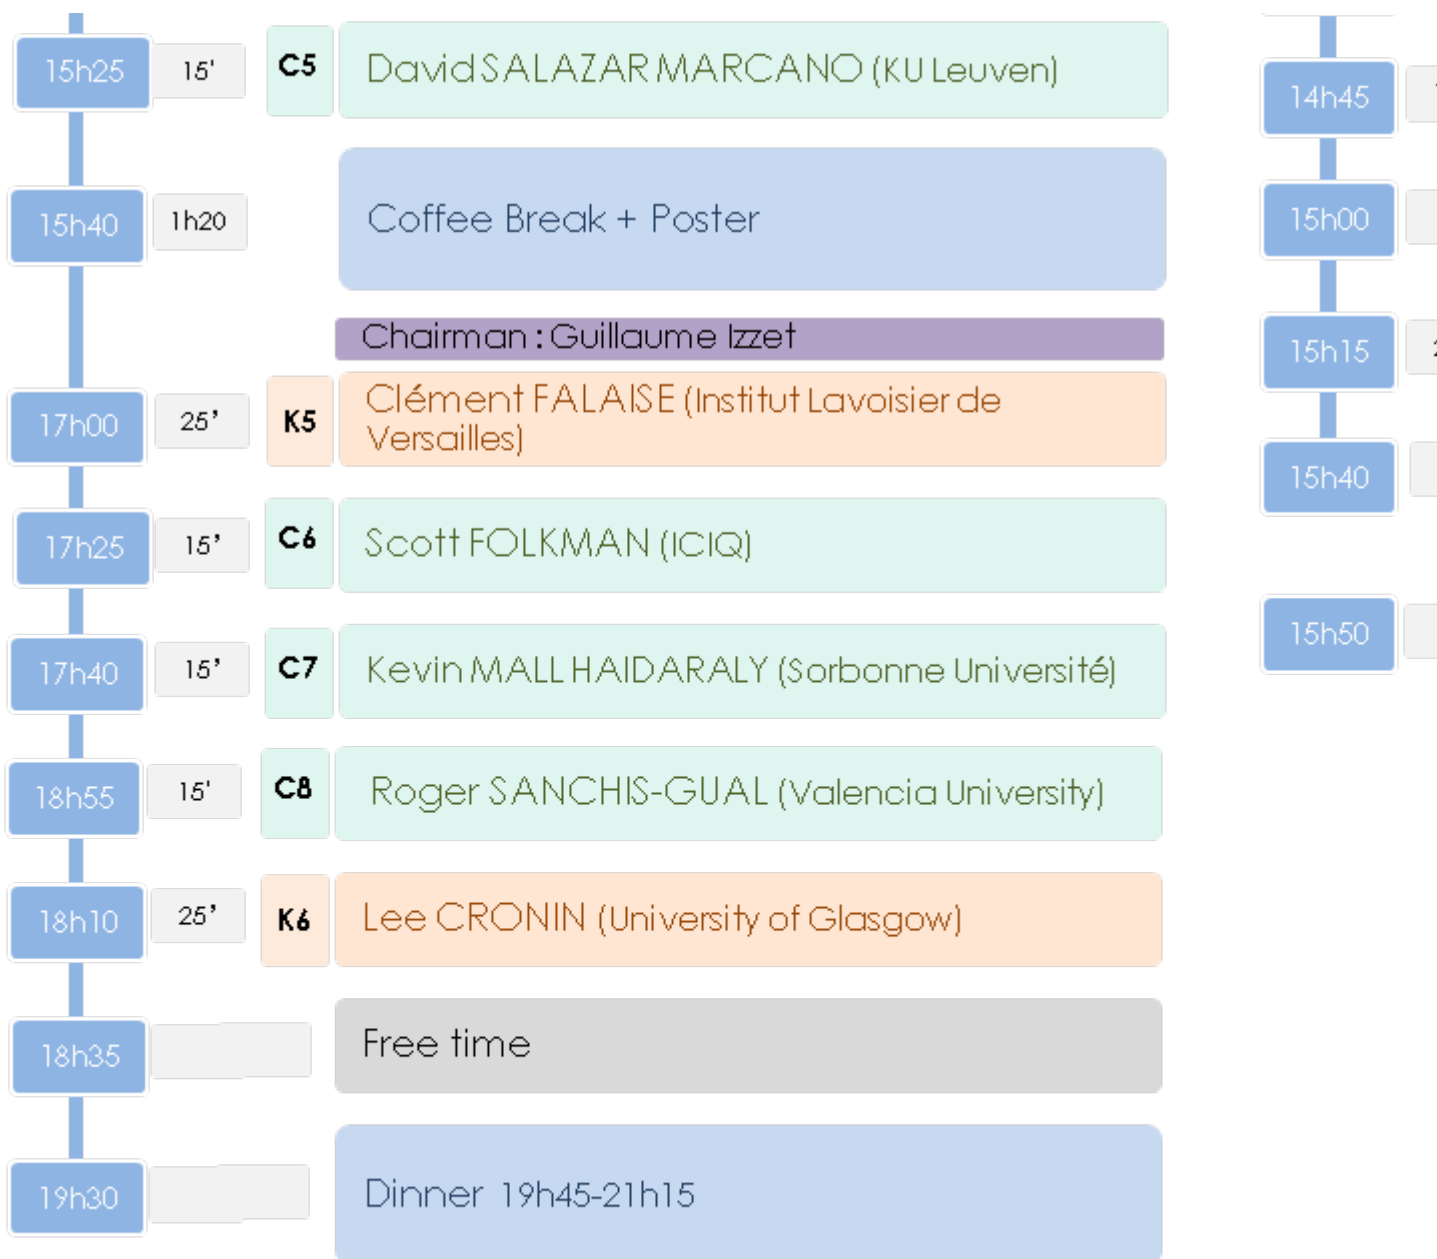 15h25 15' C5 David SALAZAR MARCANO (KU Leuven)
15h40 1h20 Coffee Break + Poster
Chairman : Guillaume Izzet
17h00 25’ K5 Clément FALAISE (Institut Lavoisier de
Versailles)
17h25 15’ C6 Scott FOLKMAN (ICIQ)
17h40 15’ C7 Kevin MALL HAIDARALY (Sorbonne Université)
18h55 15' C8 Roger SANCHIS-GUAL (Valencia University)
18h10 25’ K6 Lee CRONIN (University of Glasgow)
18h35 Free time
19h30 Dinner 19h45-21h15
14h45
15h00
15h15
15h40
15h50